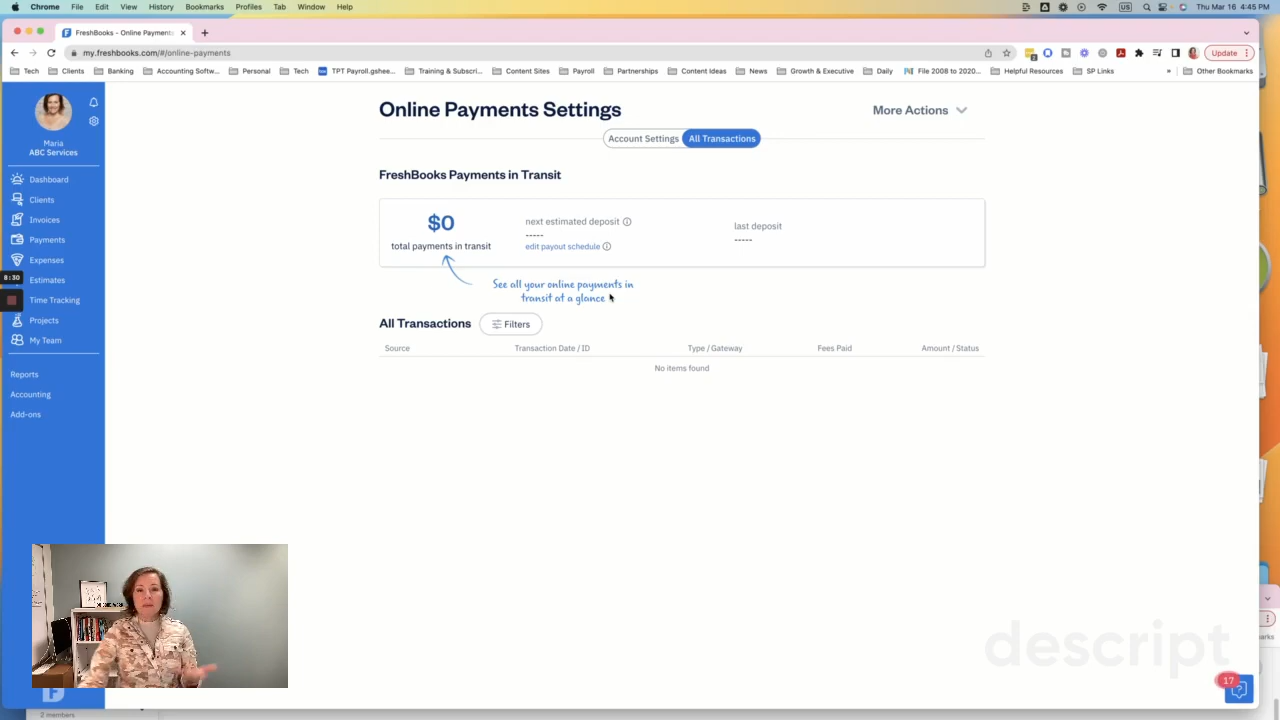 Chrome File Edit View History Bookmarks Profiles Tab Window Help
US Thu Mar 16 4:45 PM
FreshBooks - Online Payments
my.freshbooks.com/#/online-payments
Update
Tech Clients Banking Accounting Softw... Personal Tech TPT Payroll.gshee... Training & Subscri... Content Sites Payroll Partnerships Content Ideas News Growth & Executive Daily File 2008 to 2020... Helpful Resources SP Links » Other Bookmarks
Online Payments Settings
More Actions
Account Settings All Transactions
Maria
ABC Services
Dashboard
Clients
Invoices
Payments
Expenses
Estimates
Time Tracking
Projects
My Team
Reports
Accounting
Add-ons
8:30
FreshBooks Payments in Transit
$0
total payments in transit
next estimated deposit
-----
edit payout schedule
last deposit
-----
See all your online payments in
transit at a glance
All Transactions Filters
Source Transaction Date / ID Type / Gateway Fees Paid Amount / Status
No items found
descript
17
2 members